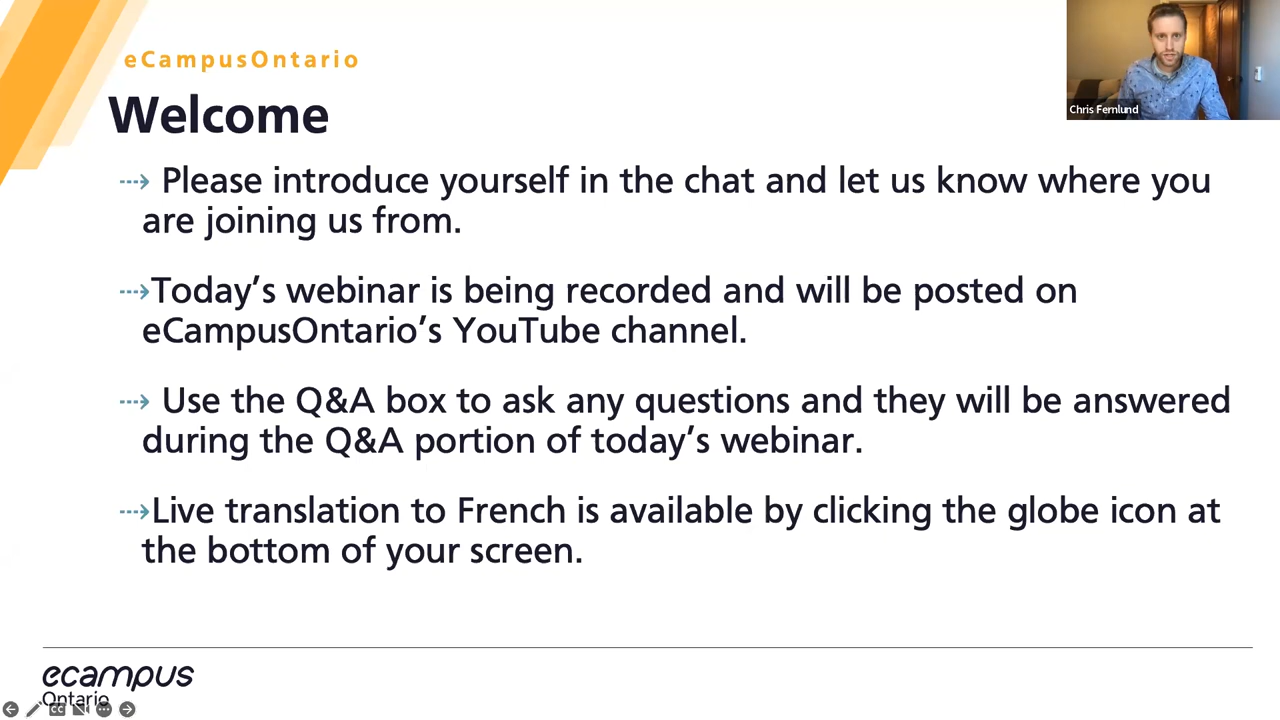 eCampusOntario
Chris Fernlund
Welcome
Please introduce yourself in the chat and let us know where you
are joining us from.
Today’s webinar is being recorded and will be posted on
eCampusOntario’s YouTube channel.
Use the Q&A box to ask any questions and they will be answered
during the Q&A portion of today’s webinar.
Live translation to French is available by clicking the globe icon at
the bottom of your screen.
ecampus
Ontario
CC